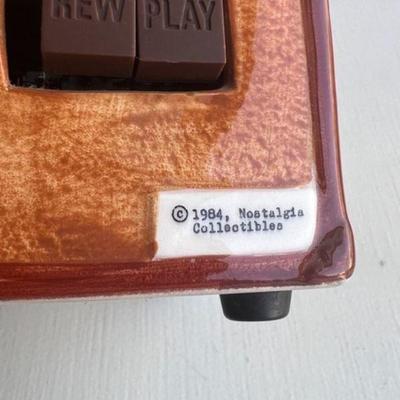 REW PLAY
© 1984, Nostalgia
Collectibles